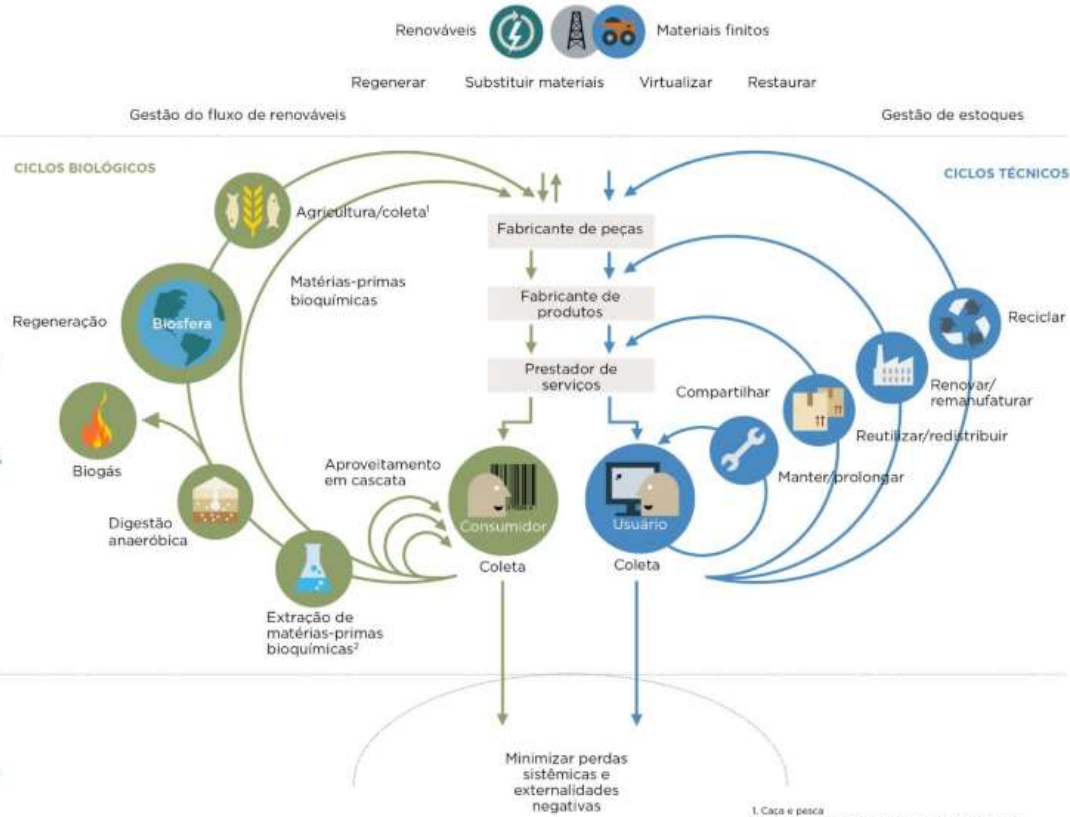 Renováveis
Materiais finitos
Regenerar
Substituir materiais
Virtualizar
Restaurar
Gestão do fluxo de renováveis
Gestão de estoques
CICLOS BIOLÓGICOS
CICLOS TÉCNICOS
Agricultura/coleta¹
Fabricante de peças
Matérias-primas
bioquímicas
Fabricante de
produtos
Regeneração
Biosfera
Reciclar
Prestador de
serviços
Compartilhar
Renovar/
remanufaturar
Reutilizar/redistribuir
Biogás
Aproveitamento
em cascata
Manter/prolongar
Digestão
anaeróbica
Consumidor
Usuário
Coleta
Coleta
Extração de
matérias-primas
bioquímicas²
Minimizar perdas
sistêmicas e
externalidades
negativas
1. Caça e pesca